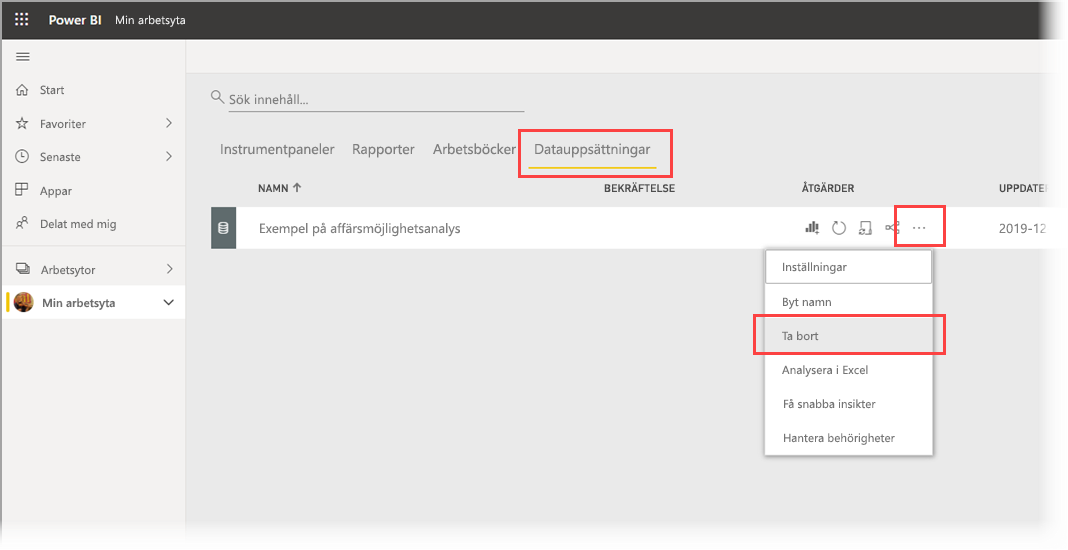 Power BI Min arbetsyta
Start
Favoriter
Senaste
Appar
Delat med mig
Arbetsytor
Min arbetsyta
Sök innehåll...
Instrumentpaneler Rapporter Arbetsböcker Datauppsättningar
NAMN BEKRÄFTELSE ÅTGÄRDER UPPDATE
Exempel på affärsmöjlighetsanalys 2019-12
Inställningar
Byt namn
Ta bort
Analysera i Excel
Få snabba insikter
Hantera behörigheter